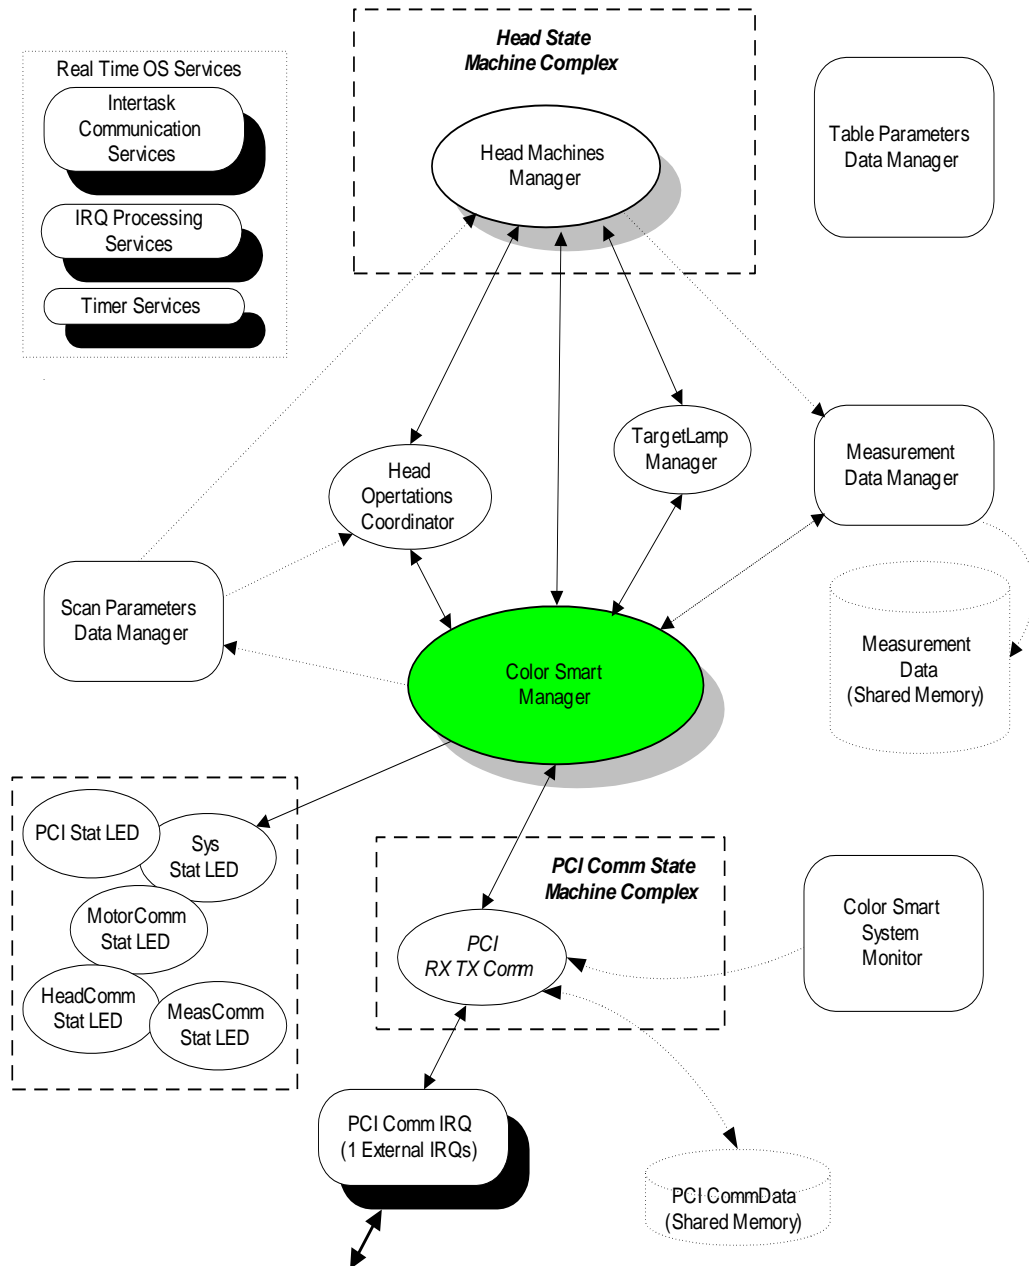 Head State
Machine Complex
Real Time OS Services
Intertask
Communication
Services
IRQ Processing
Services
Timer Services
Head Machines
Manager
Table Parameters
Data Manager
TargetLamp
Manager
Head
Opertations
Coordinator
Measurement
Data Manager
Scan Parameters
Data Manager
Measurement
Data
(Shared Memory)
Color Smart
Manager
PCI Stat LED
Sys
Stat LED
MotorComm
Stat LED
HeadComm
Stat LED
MeasComm
Stat LED
PCI Comm State
Machine Complex
PCI
RX TX Comm
Color Smart
System
Monitor
PCI Comm IRQ
(1 External IRQs)
PCI CommData
(Shared Memory)